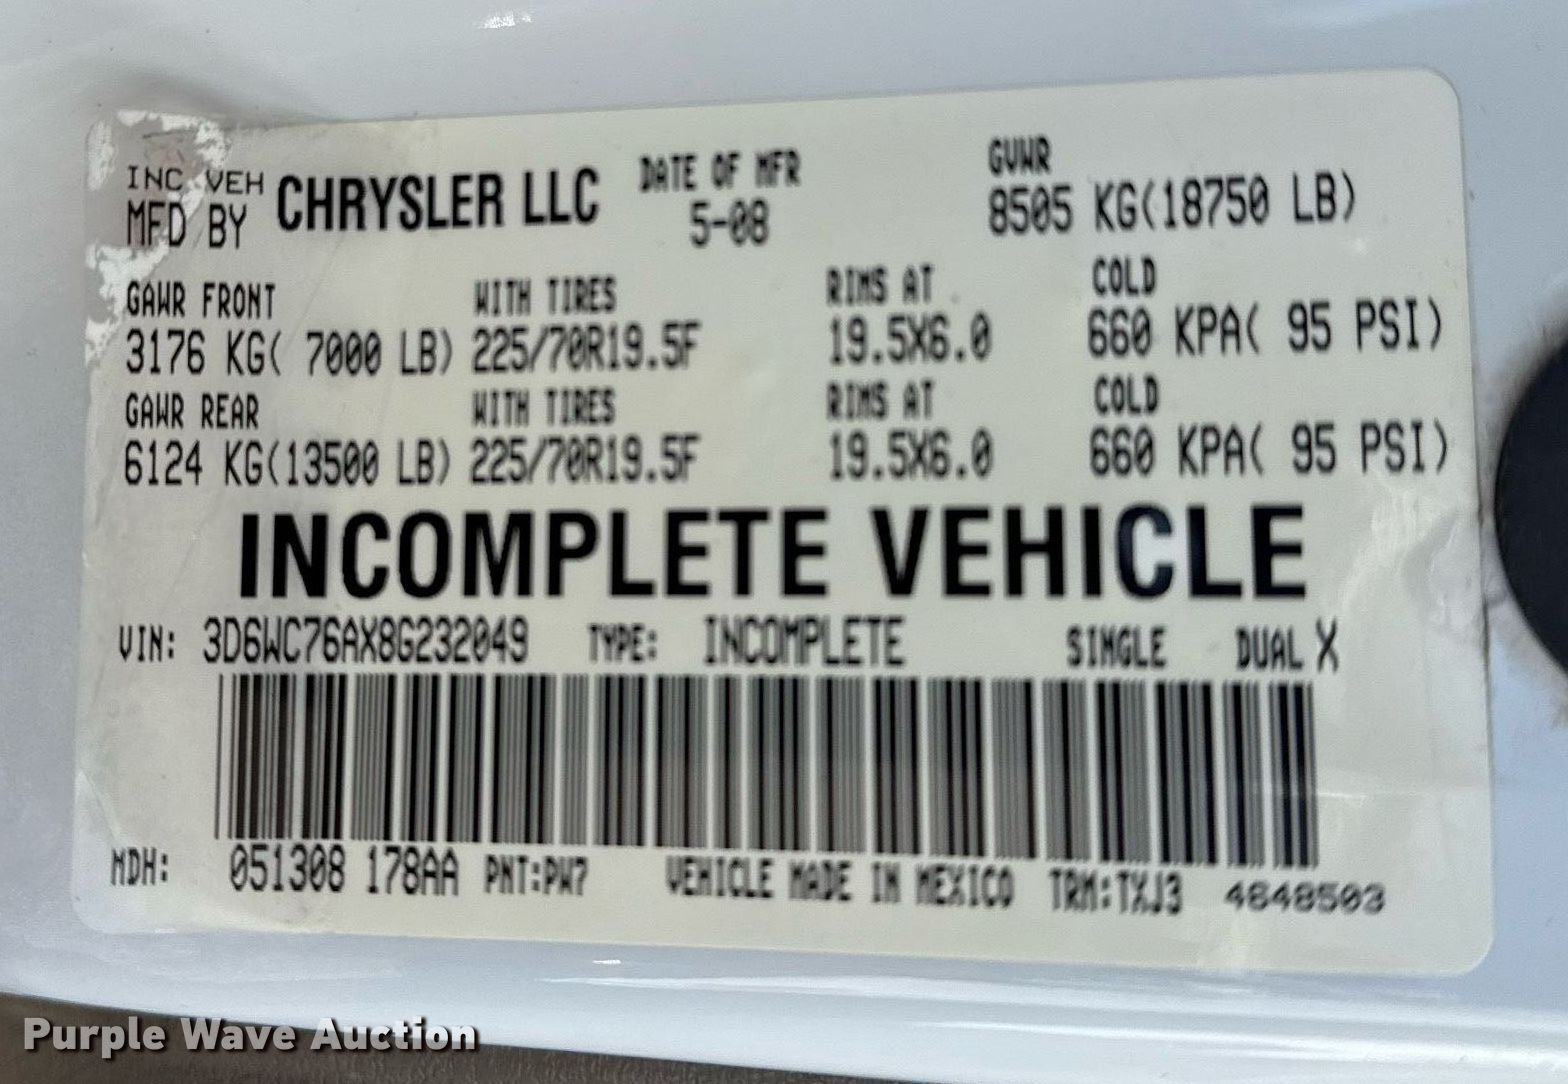 INC VEH MFD BY CHRYSLER LLC DATE OF MFR 5-08 GVWR 8505 KG(18750 LB)
GAWR FRONT WITH TIRES RIMS AT COLD
3176 KG( 7000 LB) 225/70R19.5F 19.5X6.0 660 KPA( 95 PSI)
GAWR REAR WITH TIRES RIMS AT COLD
6124 KG(13500 LB) 225/70R19.5F 19.5X6.0 660 KPA( 95 PSI)
INCOMPLETE VEHICLE
VIN: 3D6WC76AX8G232049 TYPE: INCOMPLETE SINGLE DUAL X
MDH: 051308 178AA PNT:PW7 VEHICLE MADE IN MEXICO TRM:TXJ3 4648503
Purple Wave Auction